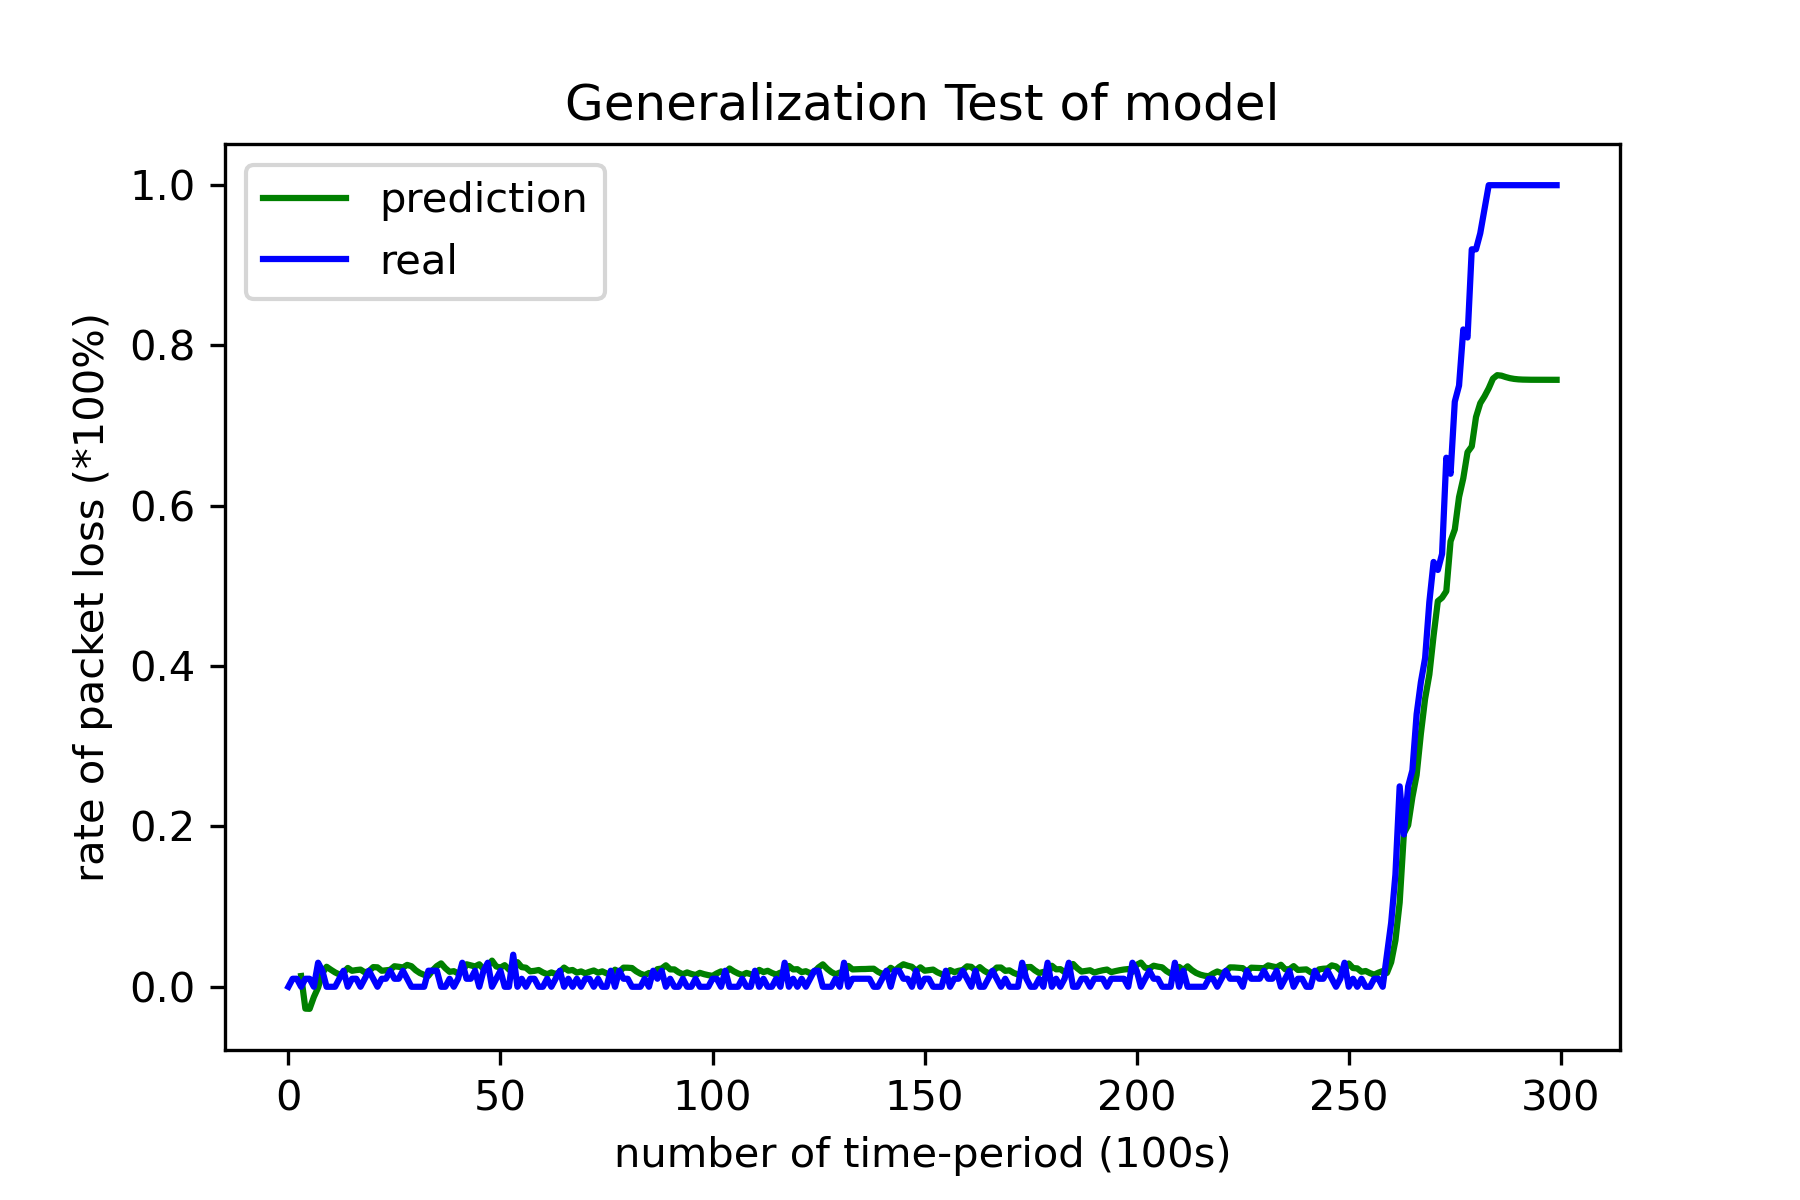 Generalization Test of model
prediction
real
rate of packet loss (*100%)
1.0
0.8
0.6
0.4
0.2
0.0
0 50 100 150 200 250 300
number of time-period (100s)